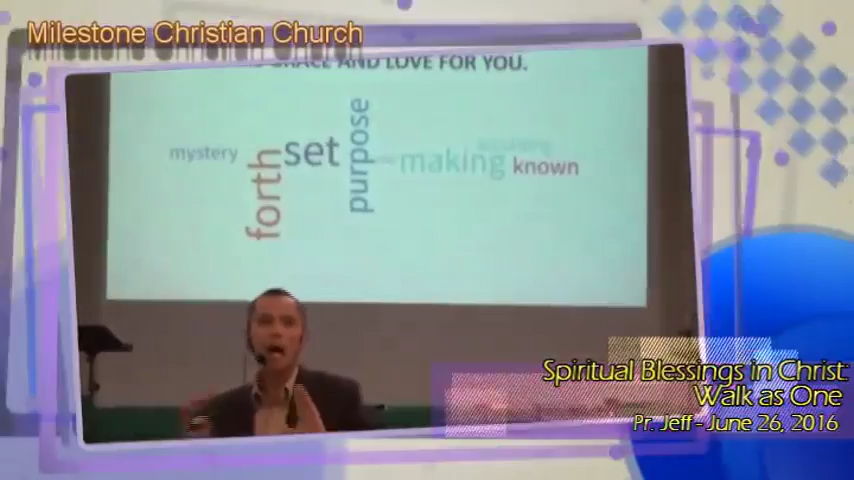 Milestone Christian Church
GRACE AND LOVE FOR YOU.
mystery forth set purpose making known
Spiritual Blessings in Christ:
Walk as One
Pr. Jeff - June 26, 2016